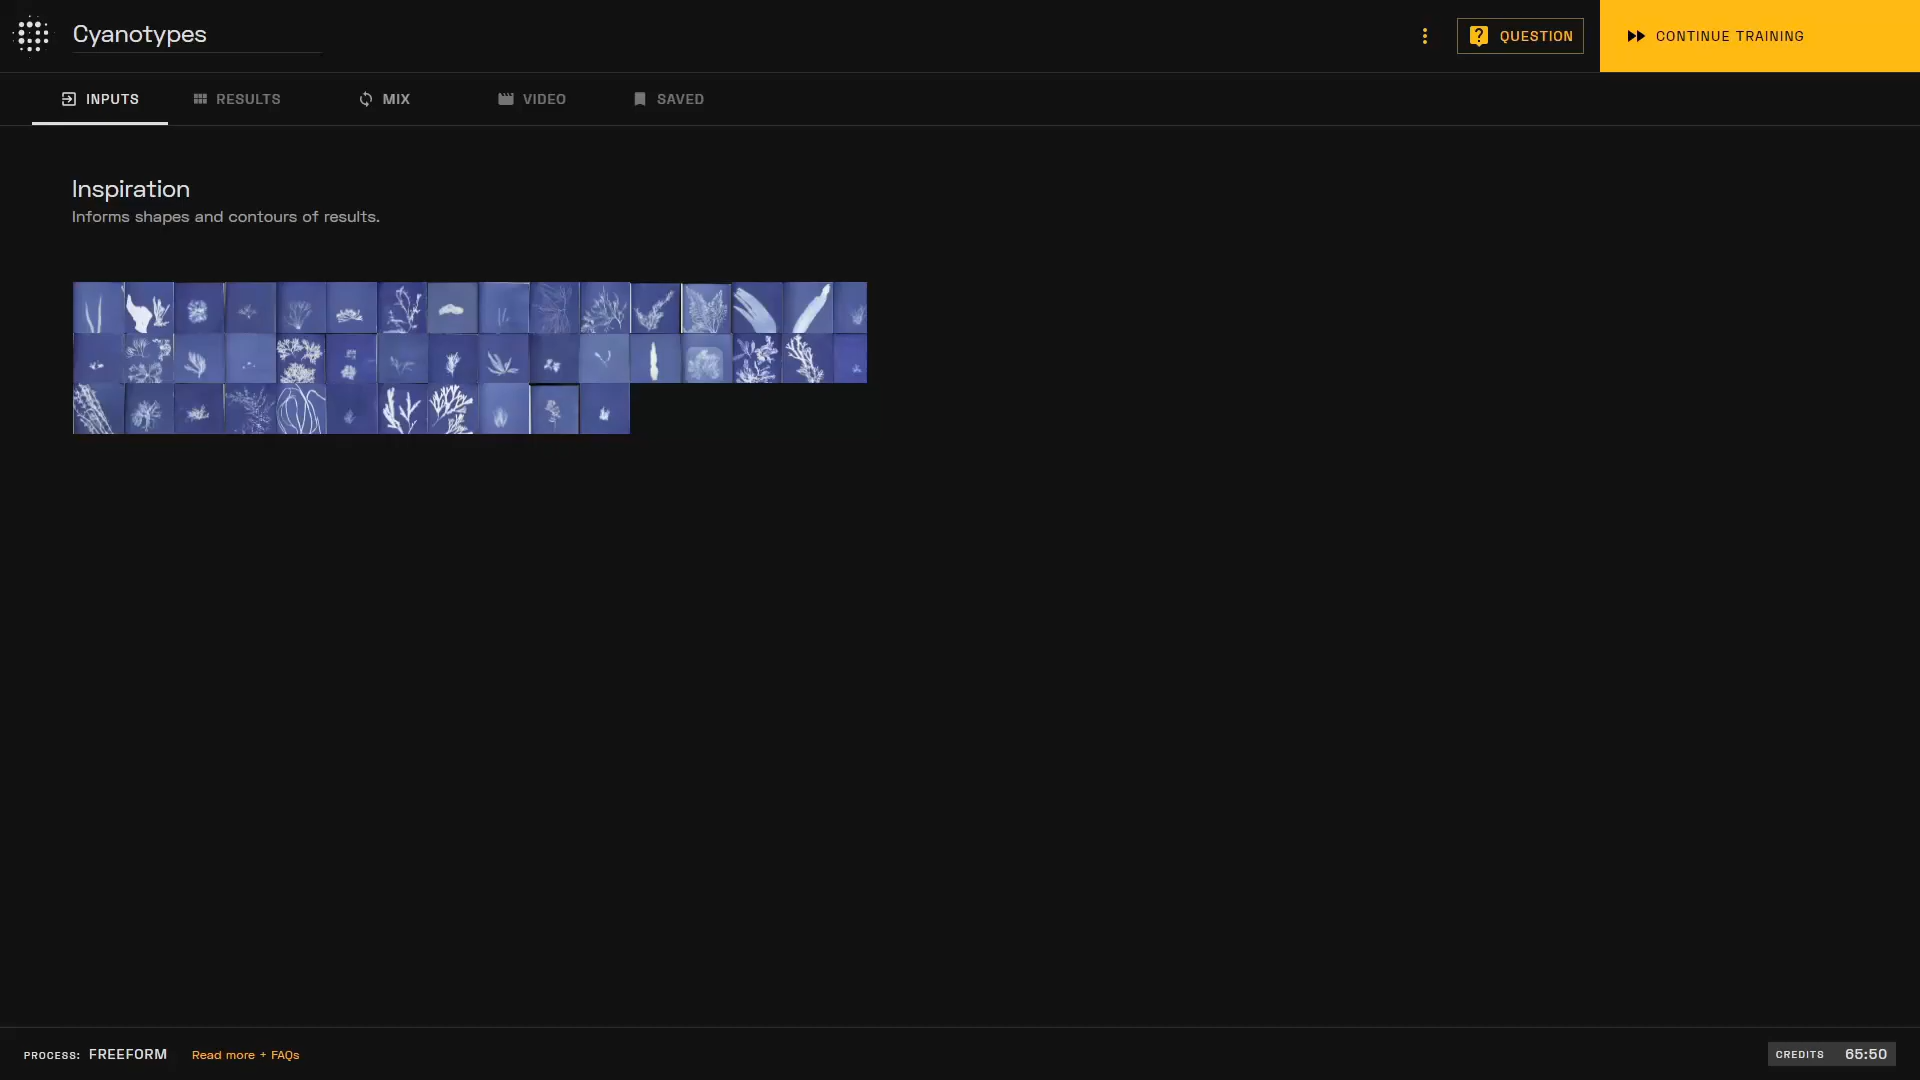 Cyanotypes
QUESTION
CONTINUE TRAINING
INPUTS
RESULTS
MIX
VIDEO
SAVED
Inspiration
Informs shapes and contours of results.
PROCESS: FREEFORM
Read more + FAQs
CREDITS 65:50